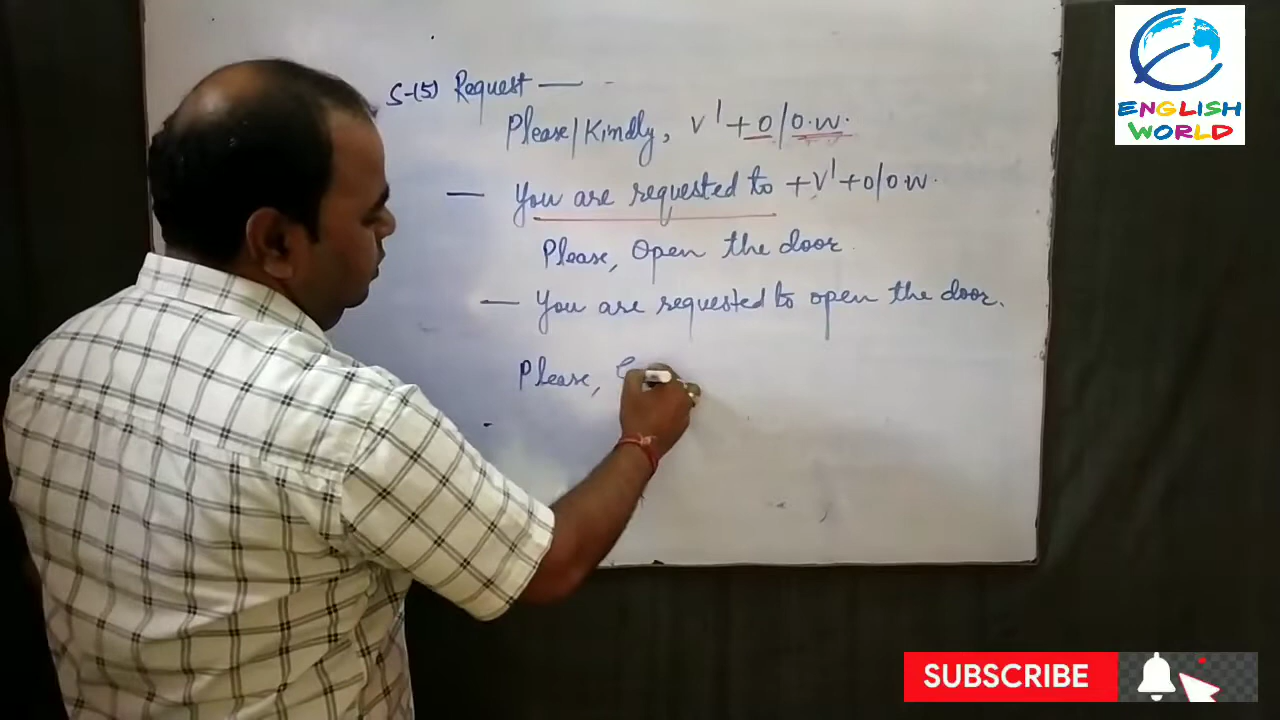 S-(5) Request —
Please/Kindly, V¹+O/O.W.
— You are requested to +V¹+O/O.W.
Please, Open the door.
— You are requested to open the door.
Please,
ENGLISH
WORLD
SUBSCRIBE